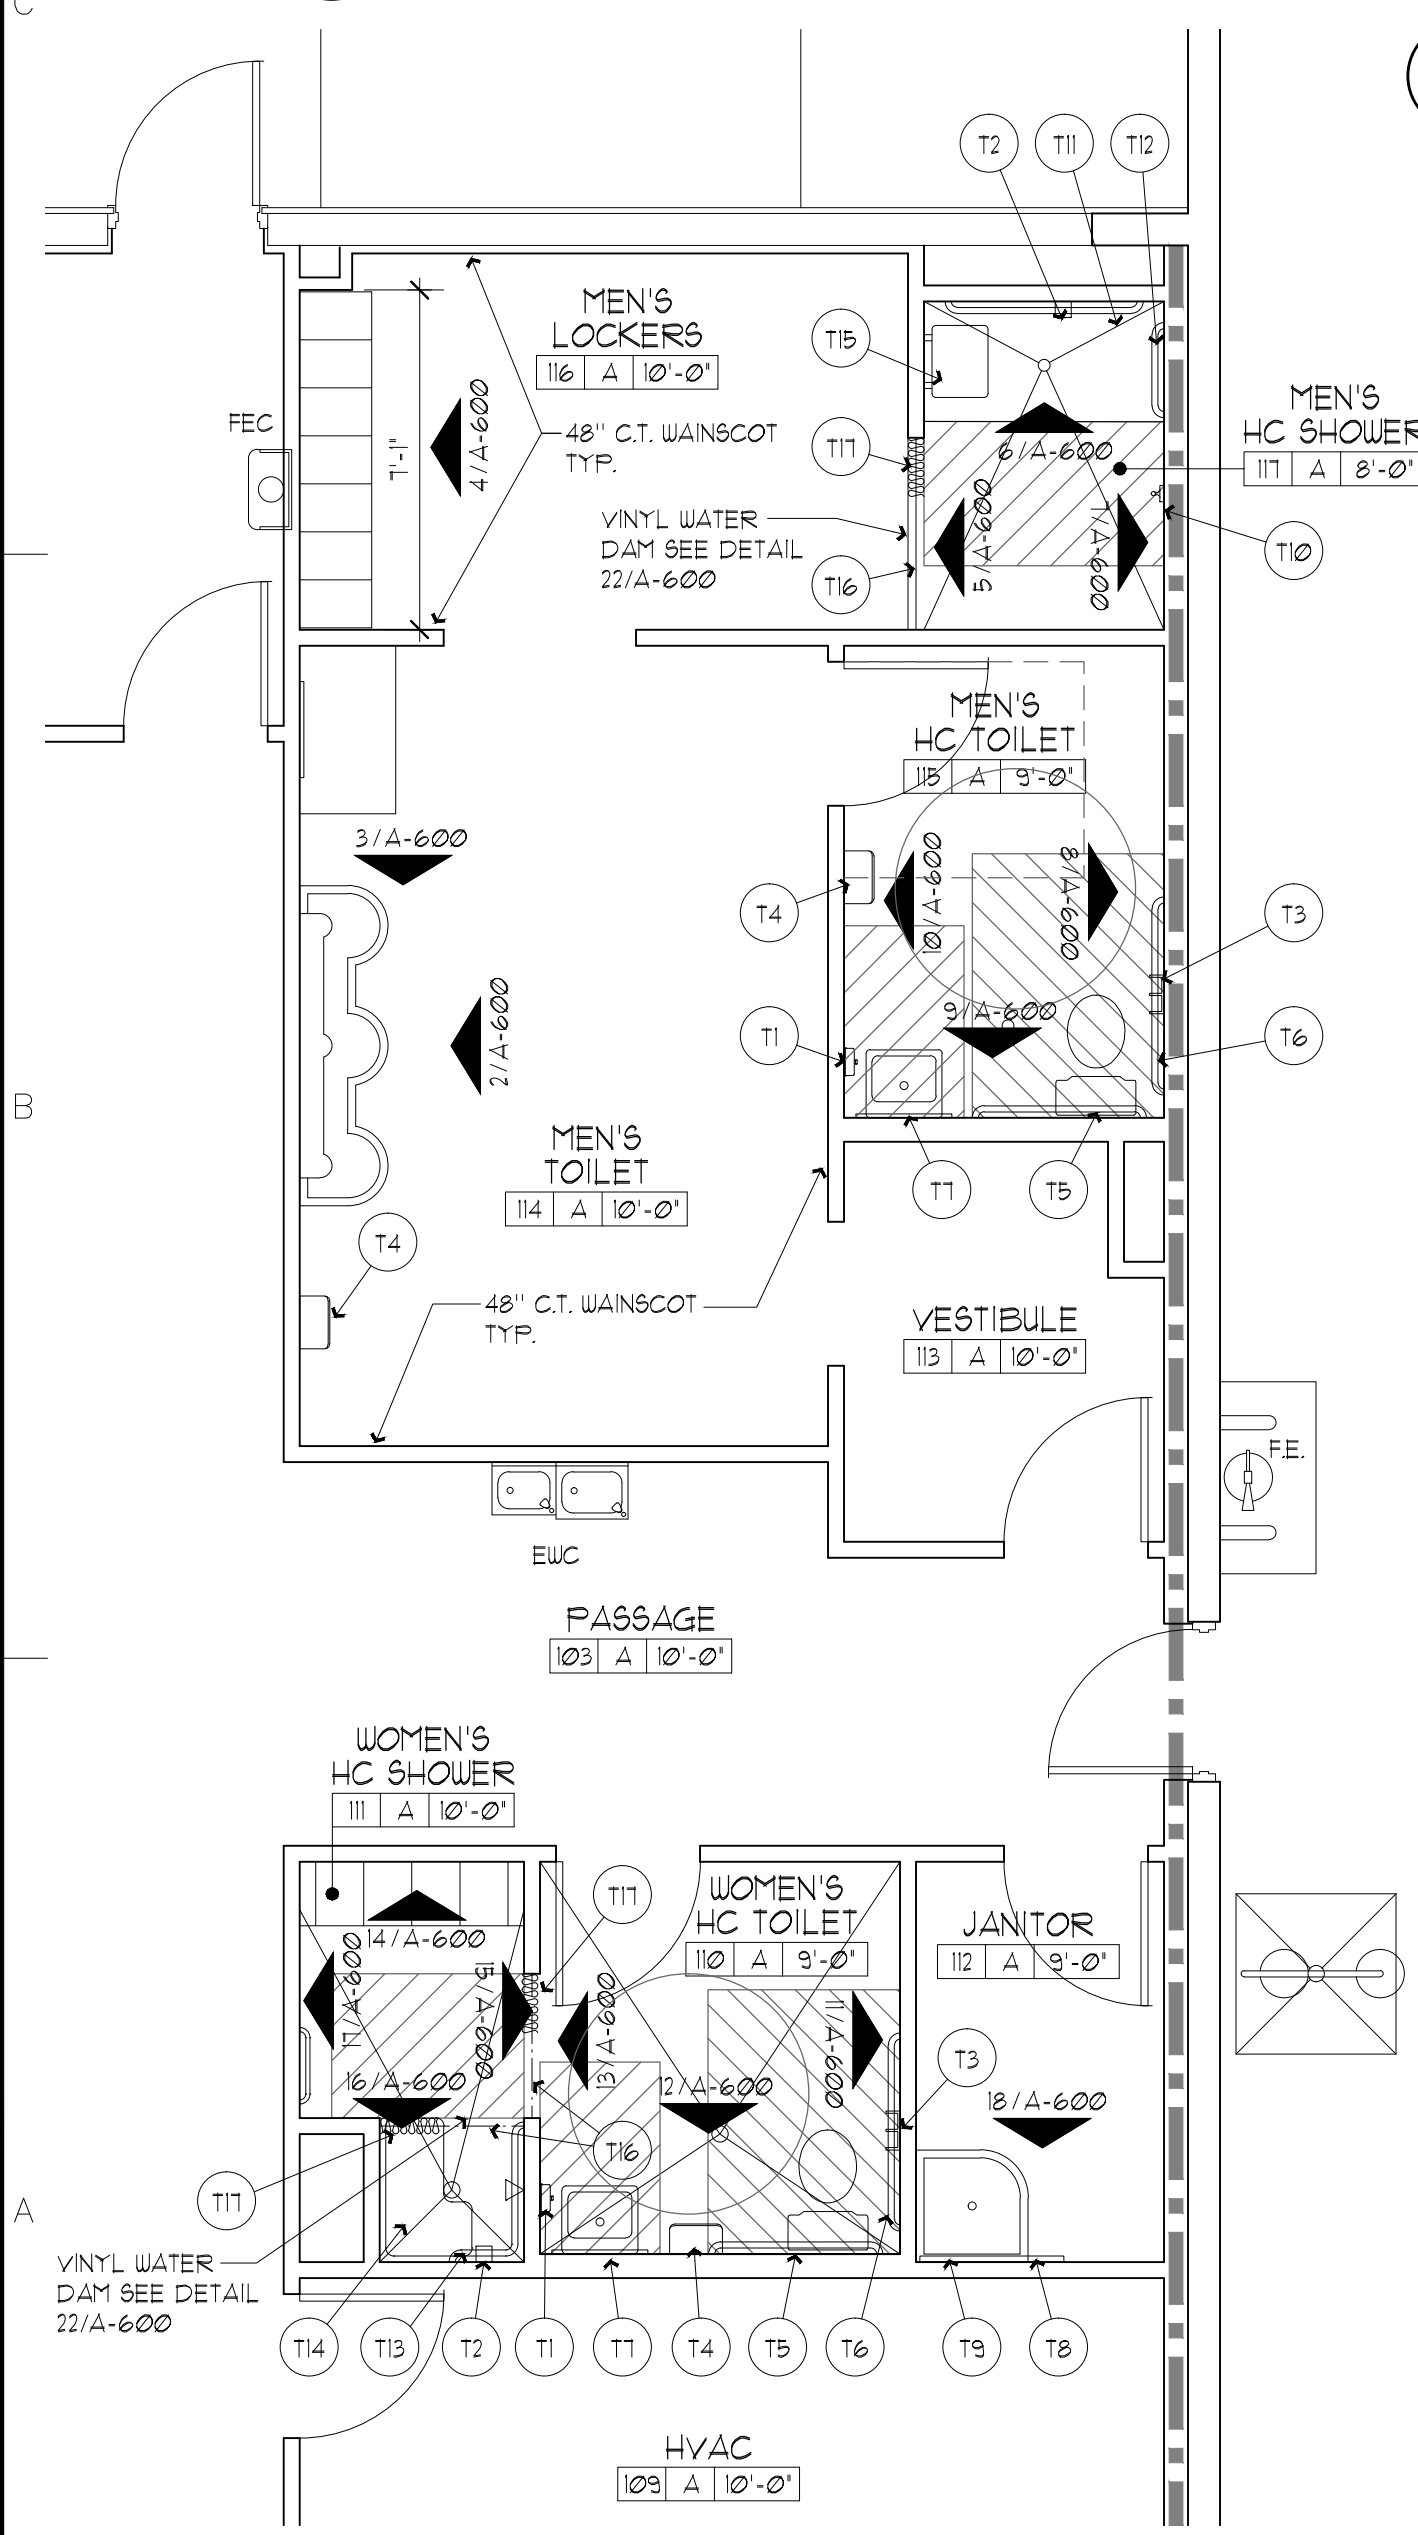 C
T2 T11 T12
MEN'S
LOCKERS
116 A 10'-0"
T15
FEC
7'-1"
4/A-600
48" C.T. WAINSCOT
TYP.
T17
6/A-600
MEN'S
HC SHOWER
117 A 8'-0"
VINYL WATER
DAM SEE DETAIL
22/A-600
T16
5/A-600
7/A-600
T10
MEN'S
HC TOILET
115 A 9'-0"
3/A-600
10/A-600
8/A-600
T4
T3
2/A-600
9/A-600
T1
T6
B
MEN'S
TOILET
114 A 10'-0"
T7
T5
T4
48" C.T. WAINSCOT
TYP.
VESTIBULE
113 A 10'-0"
F.E.
EWC
PASSAGE
103 A 10'-0"
WOMEN'S
HC SHOWER
111 A 10'-0"
T17
WOMEN'S
HC TOILET
110 A 9'-0"
JANITOR
112 A 9'-0"
14/A-600
17/A-600
15/A-600
13/A-600
11/A-600
16/A-600
12/A-600
T3
18/A-600
T16
T17
A
VINYL WATER
DAM SEE DETAIL
22/A-600
T14 T13 T2 T1 T7 T4 T5 T6 T9 T8
HVAC
109 A 10'-0"